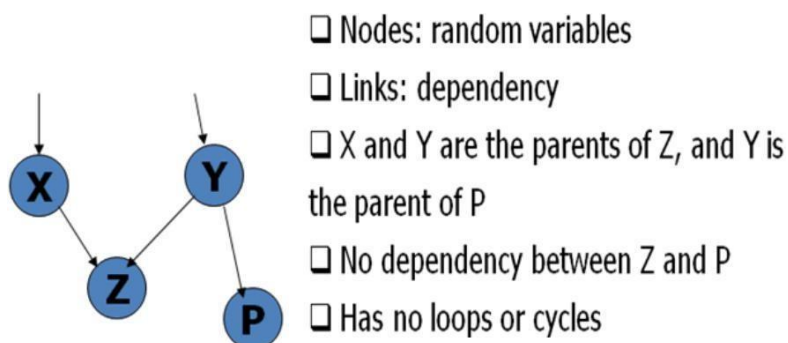 ❑ Nodes: random variables
❑ Links: dependency
❑ X and Y are the parents of Z, and Y is
the parent of P
❑ No dependency between Z and P
❑ Has no loops or cycles
X
Y
Z
P